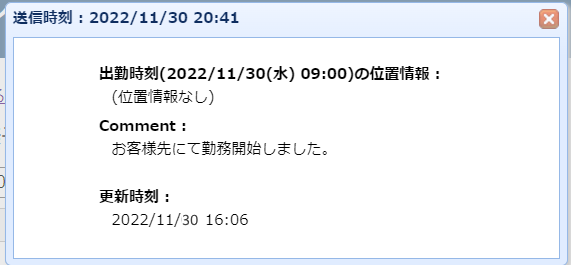 送信時刻 : 2022/11/30 20:41
出勤時刻(2022/11/30(水) 09:00)の位置情報 :
(位置情報なし)
Comment :
お客様先にて勤務開始しました。
更新時刻 :
2022/11/30 16:06